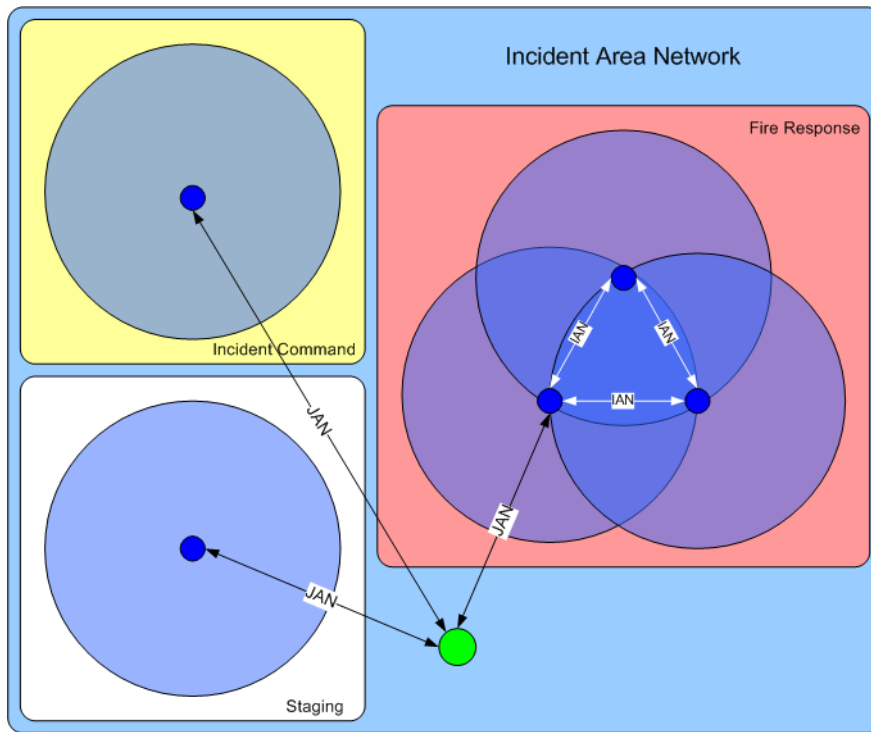 Incident Area Network
Fire Response
IAN
IAN
IAN
Incident Command
JAN
JAN
JAN
Staging